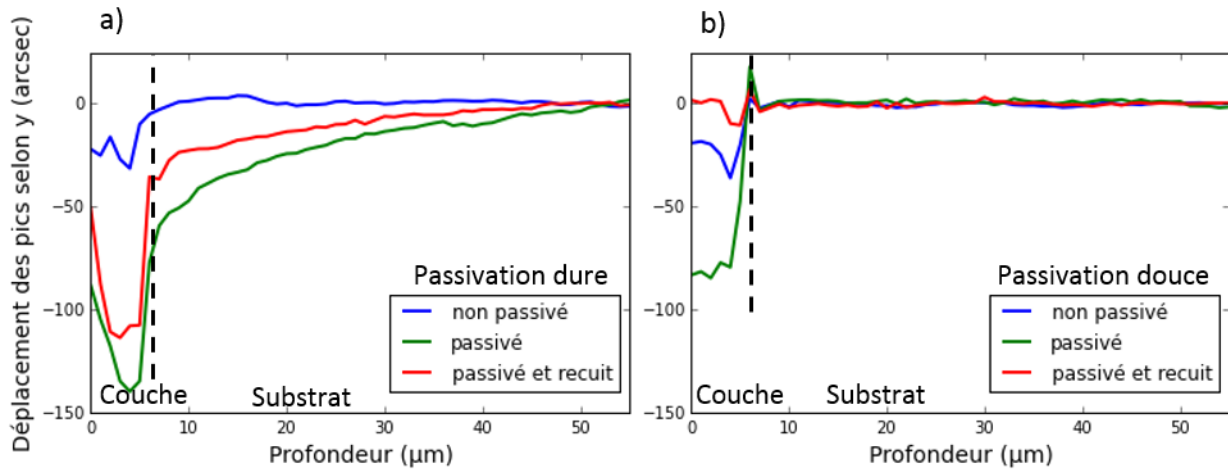 a)
Déplacement des pics selon y (arcsec)
0
−50
−100
−150
Passivation dure
non passivé
passivé
passivé et recuit
Couche
Substrat
0
10
20
30
40
50
Profondeur (μm)
b)
0
−50
−100
−150
Passivation douce
non passivé
passivé
passivé et recuit
Couche
Substrat
0
10
20
30
40
50
Profondeur (μm)